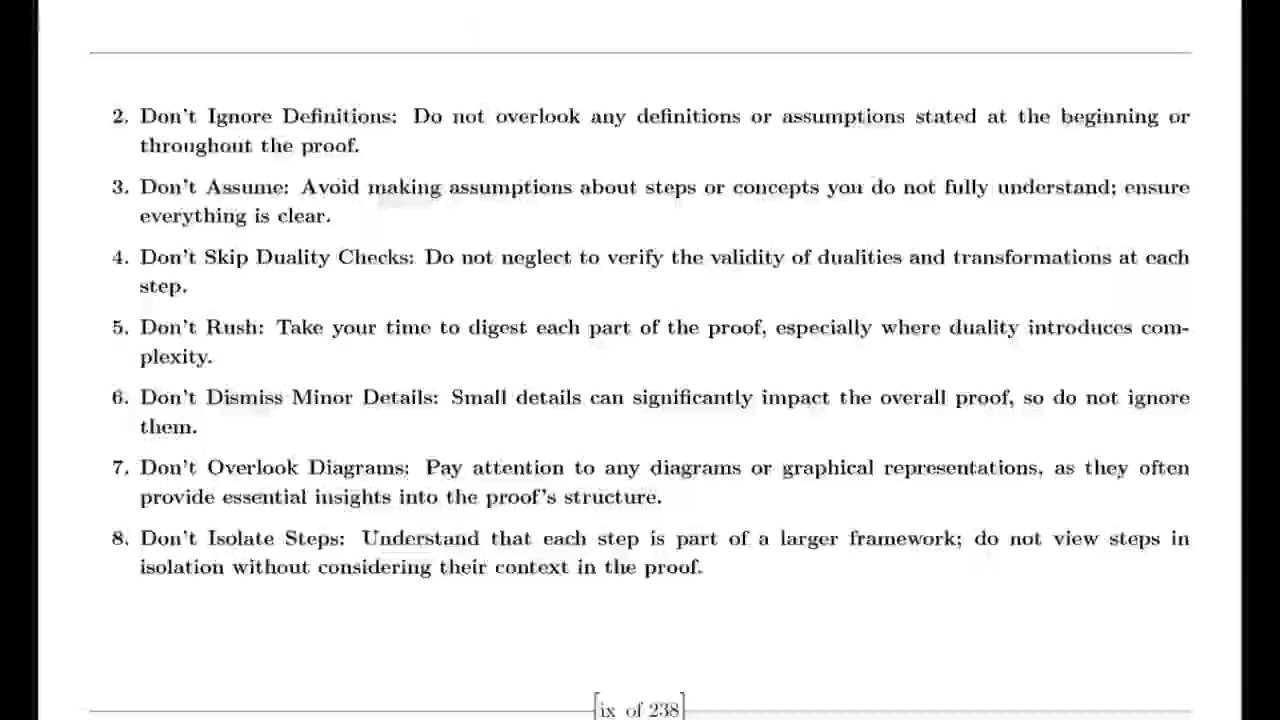 2. Don't Ignore Definitions: Do not overlook any definitions or assumptions stated at the beginning or
throughout the proof.
3. Don't Assume: Avoid making assumptions about steps or concepts you do not fully understand; ensure
everything is clear.
4. Don't Skip Duality Checks: Do not neglect to verify the validity of dualities and transformations at each
step.
5. Don't Rush: Take your time to digest each part of the proof, especially where duality introduces com-
plexity.
6. Don't Dismiss Minor Details: Small details can significantly impact the overall proof, so do not ignore
them.
7. Don't Overlook Diagrams: Pay attention to any diagrams or graphical representations, as they often
provide essential insights into the proof's structure.
8. Don't Isolate Steps: Understand that each step is part of a larger framework; do not view steps in
isolation without considering their context in the proof.
[ix of 238]